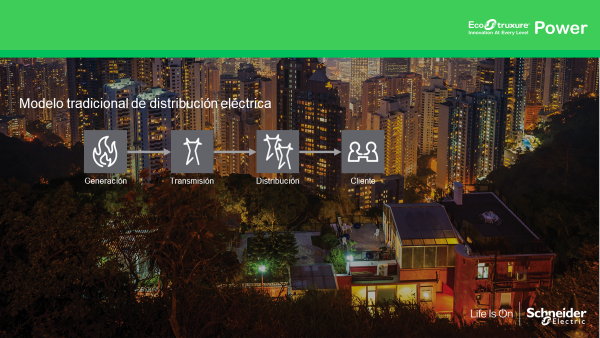 EcoStruxure
Innovation At Every Level
Power
Modelo tradicional de distribución eléctrica
Generación
Transmisión
Distribución
Cliente
Life Is On
Schneider
Electric